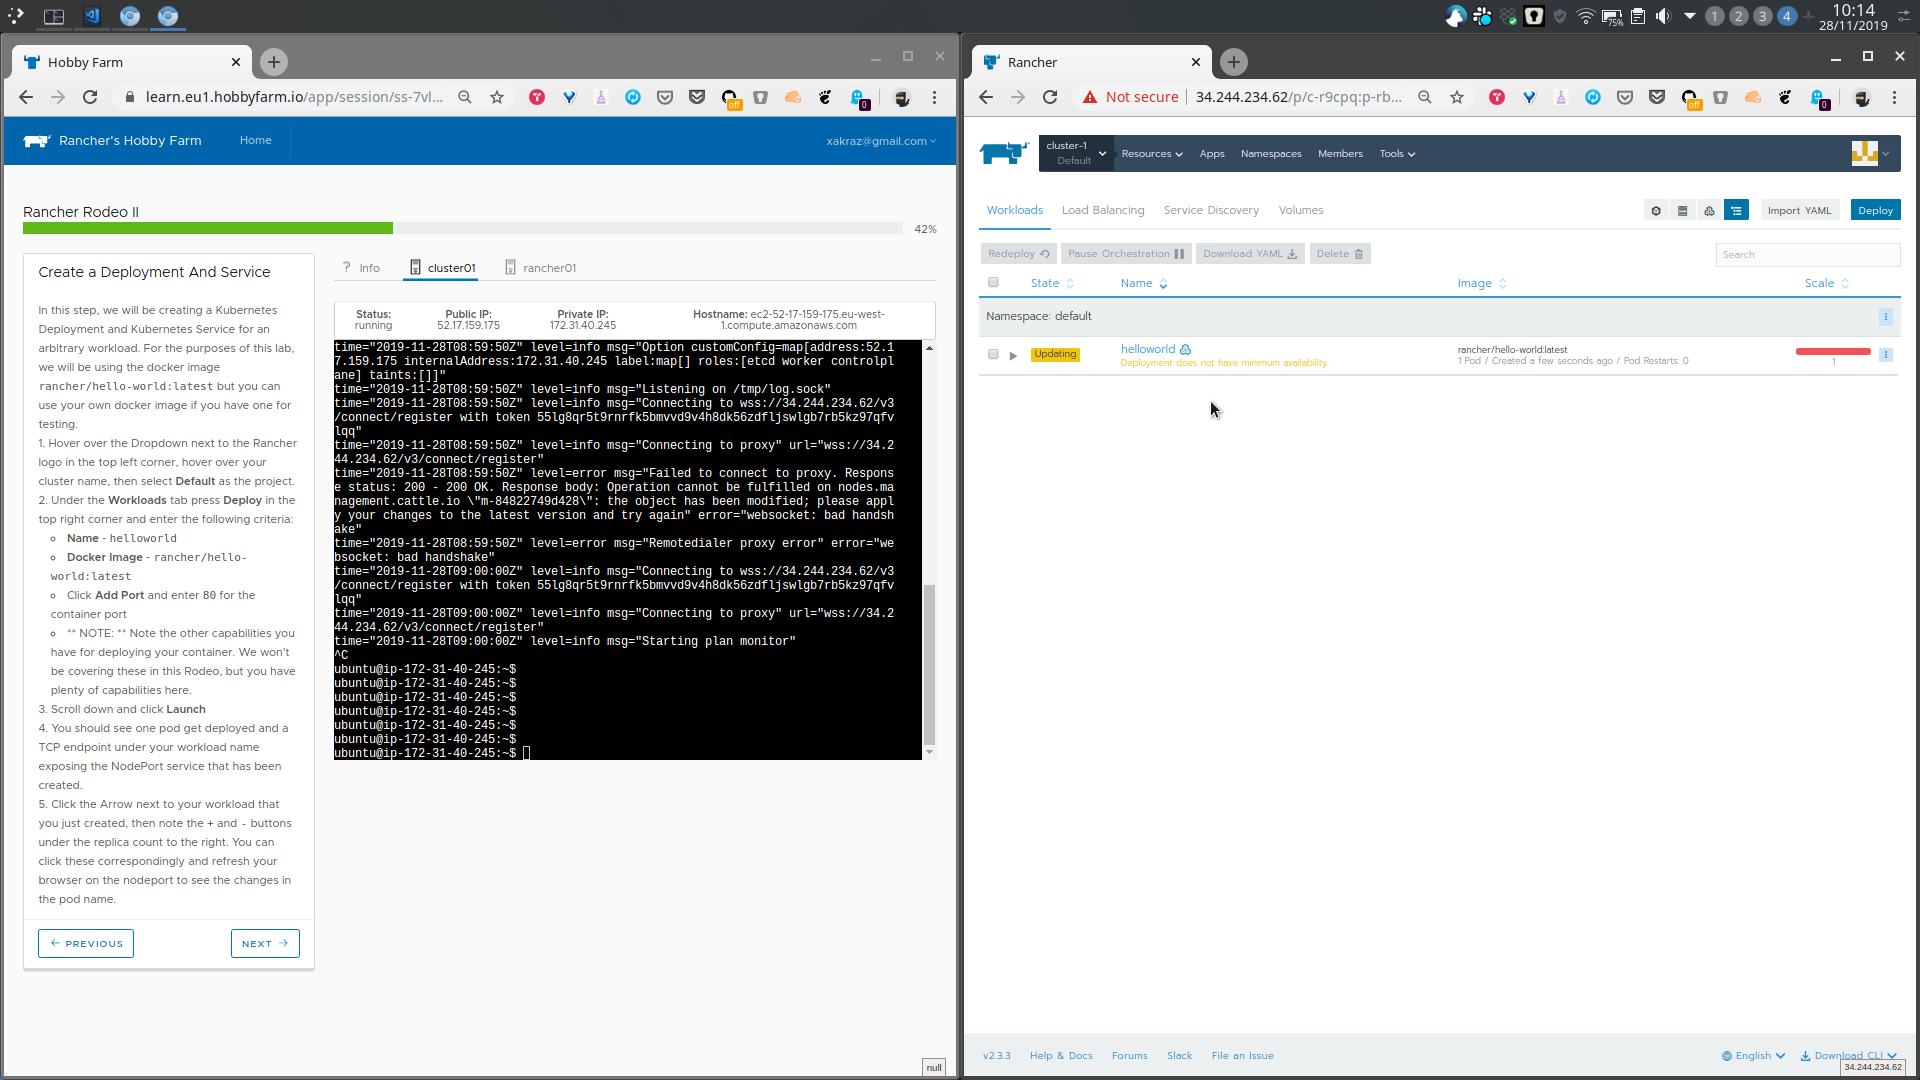 75%
1 2 3 4
10:14
28/11/2019
Hobby Farm
learn.eu1.hobbyfarm.io/app/session/ss-7vl...
off
0
Rancher's Hobby Farm
Home
xakraz@gmail.com
Rancher Rodeo II
42%
Create a Deployment And Service
In this step, we will be creating a Kubernetes
Deployment and Kubernetes Service for an
arbitrary workload. For the purposes of this lab,
we will be using the docker image
rancher/hello-world:latest but you can
use your own docker image if you have one for
testing.
1. Hover over the Dropdown next to the Rancher
logo in the top left corner, hover over your
cluster name, then select Default as the project.
2. Under the Workloads tab press Deploy in the
top right corner and enter the following criteria:
Name - helloworld
Docker Image - rancher/hello-
world:latest
Click Add Port and enter 80 for the
container port
** NOTE: ** Note the other capabilities you
have for deploying your container. We won't
be covering these in this Rodeo, but you have
plenty of capabilities here.
3. Scroll down and click Launch
4. You should see one pod get deployed and a
TCP endpoint under your workload name
exposing the NodePort service that has been
created.
5. Click the Arrow next to your workload that
you just created, then note the + and - buttons
under the replica count to the right. You can
click these correspondingly and refresh your
browser on the nodeport to see the changes in
the pod name.
PREVIOUS
NEXT
? Info
cluster01
rancher01
Status:
running
Public IP:
52.17.159.175
Private IP:
172.31.40.245
Hostname: ec2-52-17-159-175.eu-west-
1.compute.amazonaws.com
time="2019-11-28T08:59:50Z" level=info msg="Option customConfig=map[address:52.1
7.159.175 internalAddress:172.31.40.245 label:map[] roles:[etcd worker controlpl
ane] taints:[]]"
time="2019-11-28T08:59:50Z" level=info msg="Listening on /tmp/log.sock"
time="2019-11-28T08:59:50Z" level=info msg="Connecting to wss://34.244.234.62/v3
/connect/register with token 55lg8qr5t9rnrfk5bmvvd9v4h8dk56zdfljswlgb7rb5kz97qfv
lqq"
time="2019-11-28T08:59:50Z" level=info msg="Connecting to proxy" url="wss://34.2
44.234.62/v3/connect/register"
time="2019-11-28T08:59:50Z" level=error msg="Failed to connect to proxy. Respons
e status: 200 - 200 OK. Response body: Operation cannot be fulfilled on nodes.ma
nagement.cattle.io \"m-84822749d428\": the object has been modified; please appl
y your changes to the latest version and try again" error="websocket: bad handsh
ake"
time="2019-11-28T08:59:50Z" level=error msg="Remotedialer proxy error" error="we
bsocket: bad handshake"
time="2019-11-28T09:00:00Z" level=info msg="Connecting to wss://34.244.234.62/v3
/connect/register with token 55lg8qr5t9rnrfk5bmvvd9v4h8dk56zdfljswlgb7rb5kz97qfv
lqq"
time="2019-11-28T09:00:00Z" level=info msg="Connecting to proxy" url="wss://34.2
44.234.62/v3/connect/register"
time="2019-11-28T09:00:00Z" level=info msg="Starting plan monitor"
^C
ubuntu@ip-172-31-40-245:~$
ubuntu@ip-172-31-40-245:~$
ubuntu@ip-172-31-40-245:~$
ubuntu@ip-172-31-40-245:~$
ubuntu@ip-172-31-40-245:~$
ubuntu@ip-172-31-40-245:~$
ubuntu@ip-172-31-40-245:~$
null
Rancher
Not secure
34.244.234.62/p/c-r9cpq:p-rb...
off
0
cluster-1
Default
Resources
Apps
Namespaces
Members
Tools
Workloads
Load Balancing
Service Discovery
Volumes
Import YAML
Deploy
Redeploy
Pause Orchestration
Download YAML
Delete
Search
State
Name
Image
Scale
Namespace: default
Updating
helloworld
Deployment does not have minimum availability
rancher/hello-world:latest
1 Pod / Created a few seconds ago / Pod Restarts: 0
1
v2.3.3
Help & Docs
Forums
Slack
File an Issue
English
Download CLI
34.244.234.62